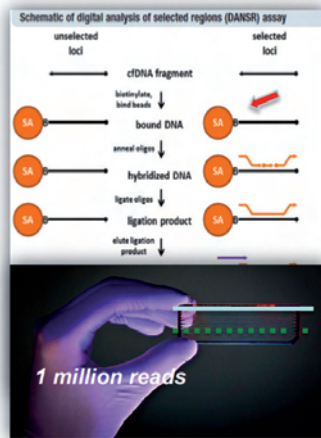 Schematic of digital analysis of selected regions (DANSR) assay
unselected
loci
selected
loci
cfDNA fragment
biotinylate,
bind beads
SA
B
bound DNA
SA
B
anneal oligos
SA
B
hybridized DNA
SA
B
ligate oligos
SA
B
ligation product
SA
B
elute ligation
product
1 million reads